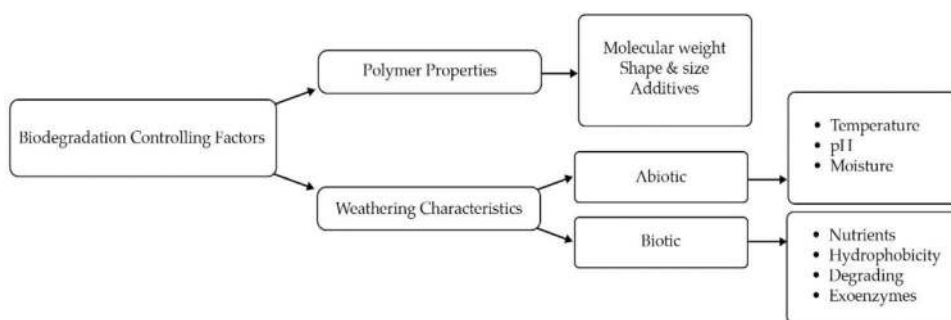 Biodegradation Controlling Factors
Polymer Properties
Molecular weight
Shape & size
Additives
Weathering Characteristics
Abiotic
• Temperature
• pH
• Moisture
Biotic
• Nutrients
• Hydrophobicity
• Degrading
• Exoenzymes